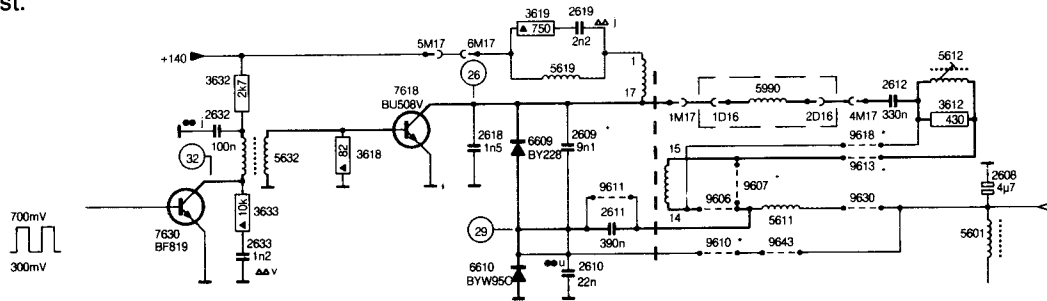 st.
3619
750
2619
2n2
j
5M17
6M17
+140
5619
1
5612
3632
2k7
26
7618
BU508V
17
5990
2612
330n
3612
430
1M17
1D16
2D16
4M17
2632
j
100n
32
5632
82
3618
2618
1n5
6609
BY228
2609
9n1
9618
9613
15
14
9607
9606
9611
2611
390n
5611
9630
2608
4µ7
10k
3633
7630
BF819
700mV
300mV
29
9610
9643
5601
2633
1n2
v
6610
BYW95C
u
2610
22n